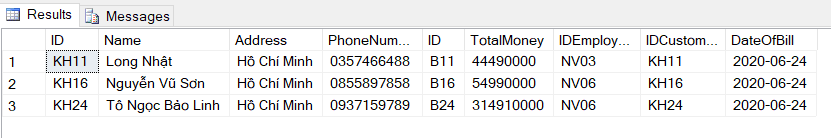 Results Messages
ID Name Address PhoneNum... ID TotalMoney IDEmploy... IDCustom... DateOfBill
1 KH11 Long Nhật Hồ Chí Minh 0357466488 B11 44490000 NV03 KH11 2020-06-24
2 KH16 Nguyễn Vũ Sơn Hồ Chí Minh 0855897858 B16 54990000 NV06 KH16 2020-06-24
3 KH24 Tô Ngọc Bảo Linh Hồ Chí Minh 0937159789 B24 314910000 NV06 KH24 2020-06-24